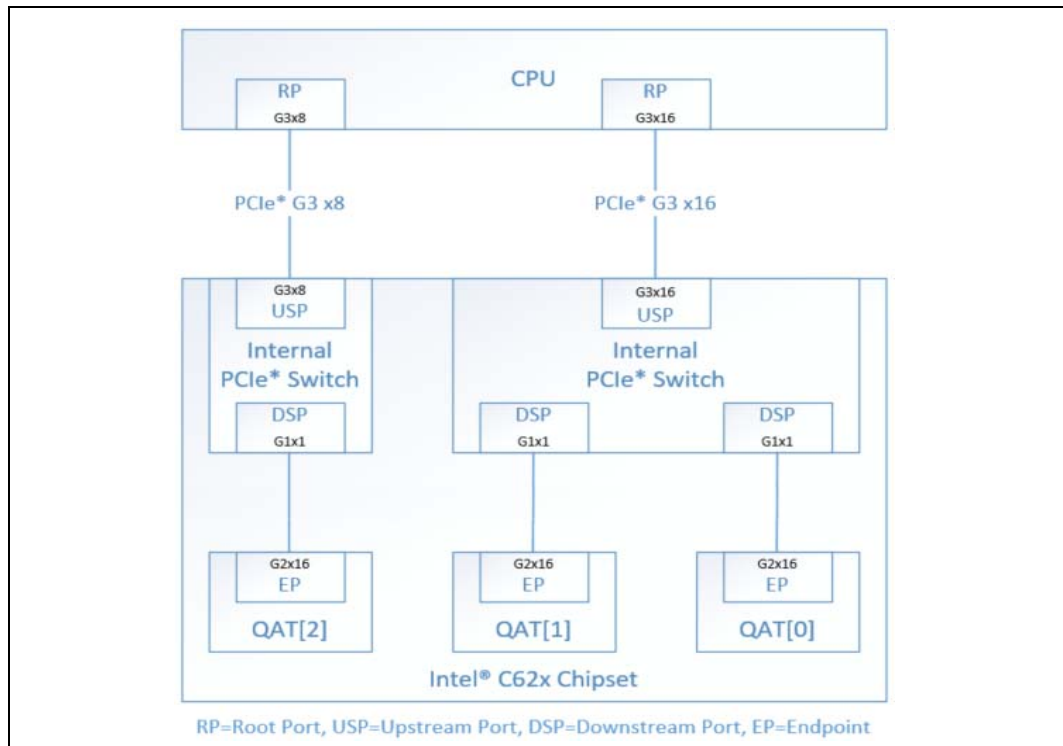 CPU
RP
G3x8
RP
G3x16
PCIe* G3 x8
PCIe* G3 x16
G3x8
USP
G3x16
USP
Internal
PCIe* Switch
Internal
PCIe* Switch
DSP
G1x1
DSP
G1x1
DSP
G1x1
G2x16
EP
G2x16
EP
G2x16
EP
QAT[2]
QAT[1]
QAT[0]
Intel® C62x Chipset
RP=Root Port, USP=Upstream Port, DSP=Downstream Port, EP=Endpoint